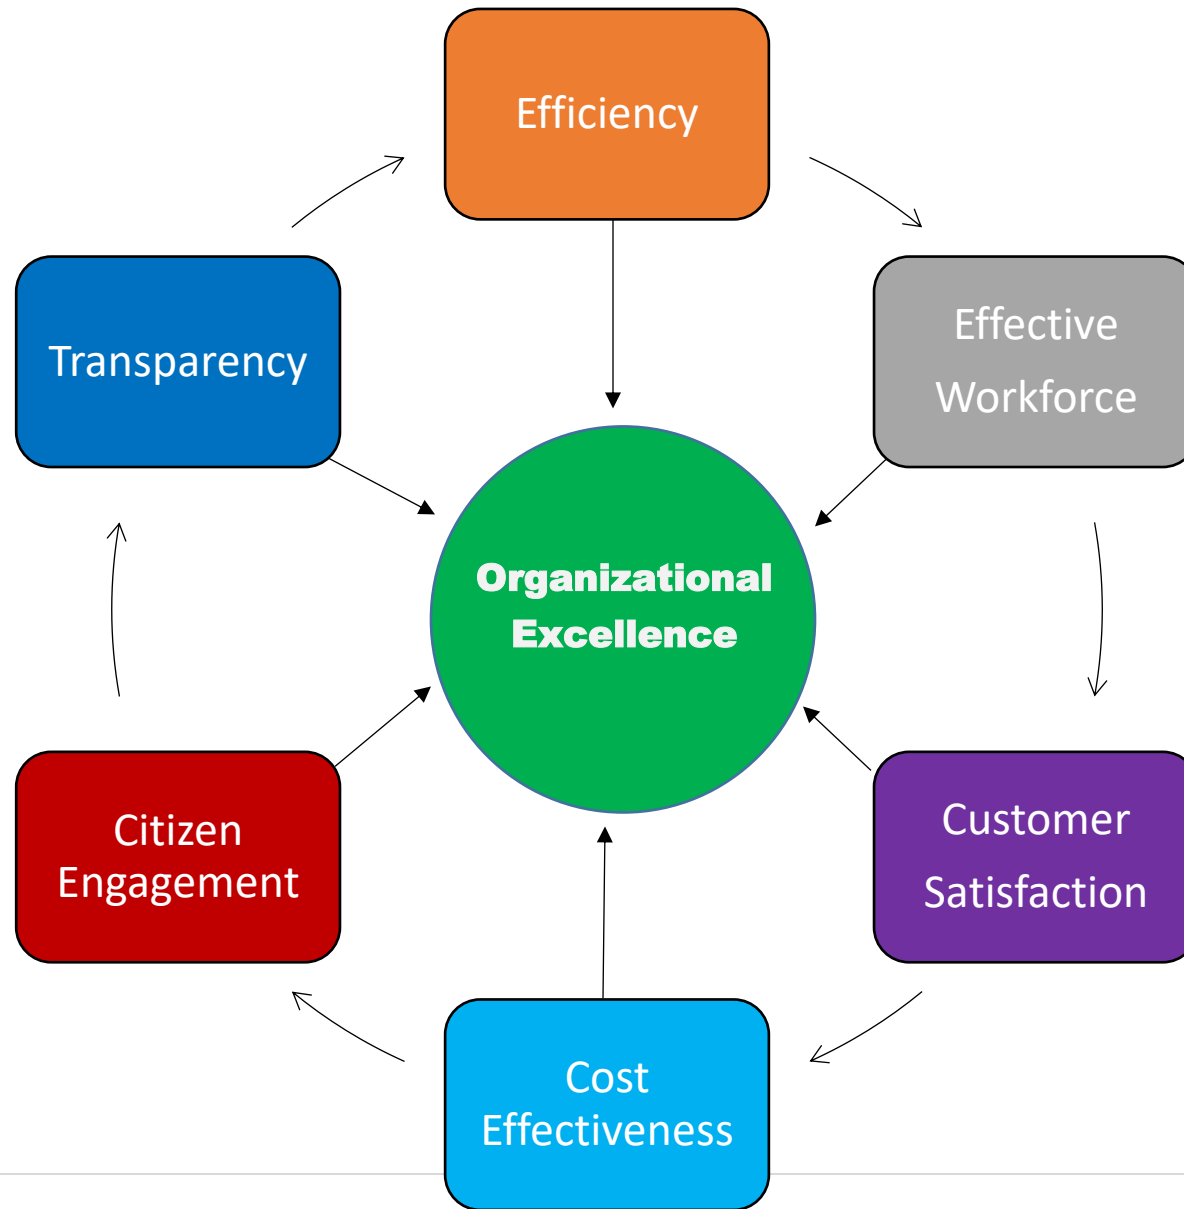 Efficiency
Effective
Workforce
Transparency
Organizational
Excellence
Customer
Satisfaction
Citizen
Engagement
Cost
Effectiveness